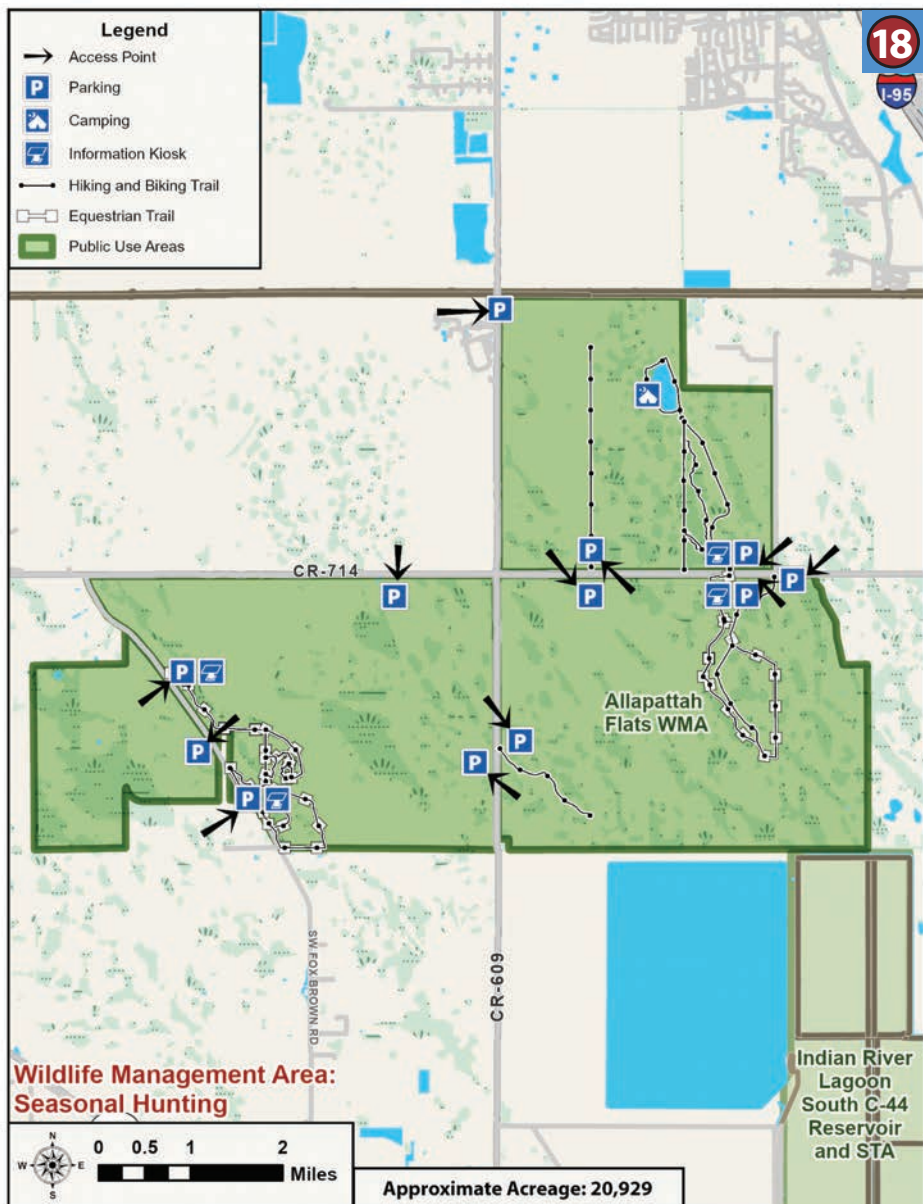 Legend
Access Point
P
Parking
Camping
Information Kiosk
Hiking and Biking Trail
Equestrian Trail
Public Use Areas
18
I-95
P
P
P
CR-714
P
P
P
P
P
P
Allapattah
Flats WMA
P
P
P
P
SW FOX BROWN RD
CR-609
Wildlife Management Area:
Seasonal Hunting
Indian River
Lagoon
South C-44
Reservoir
and STA
N
W
E
S
0 0.5 1 2
Miles
Approximate Acreage: 20,929